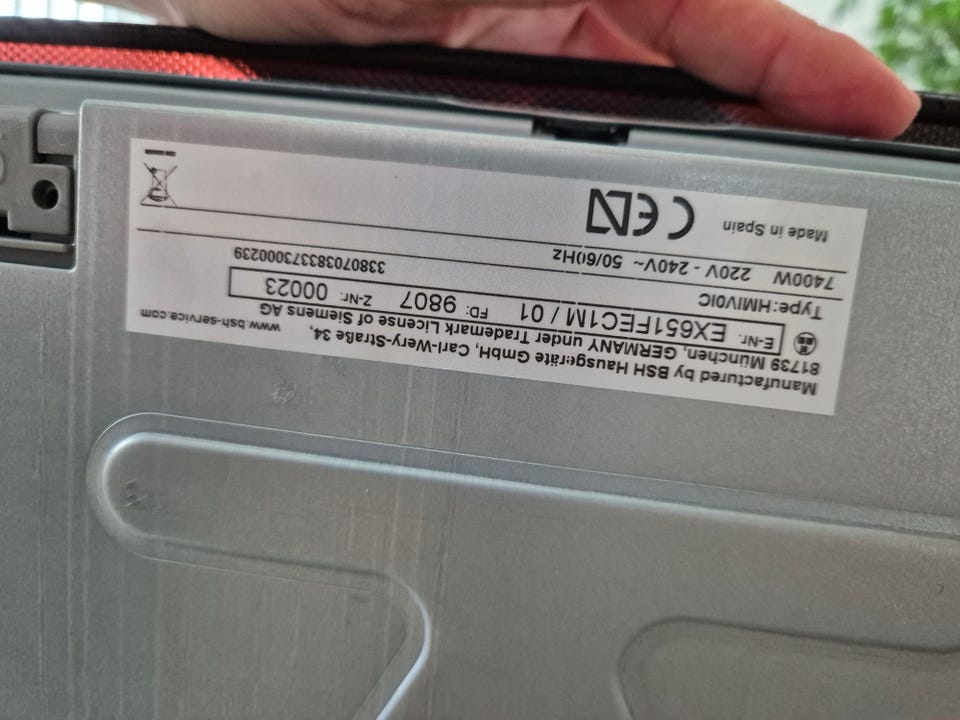 Manufactured by BSH Hausgeräte GmbH, Carl-Wery-Straße 34,
81739 München, GERMANY under Trademark License of Siemens AG www.bsh-service.com
E-Nr: EX651FEC1M / 01 FD: 9807 Z-Nr: 00023
Type:HMIVOIC 338070383373000239
7400W 220V - 240V~ 50/60Hz
Made in Spain CE N